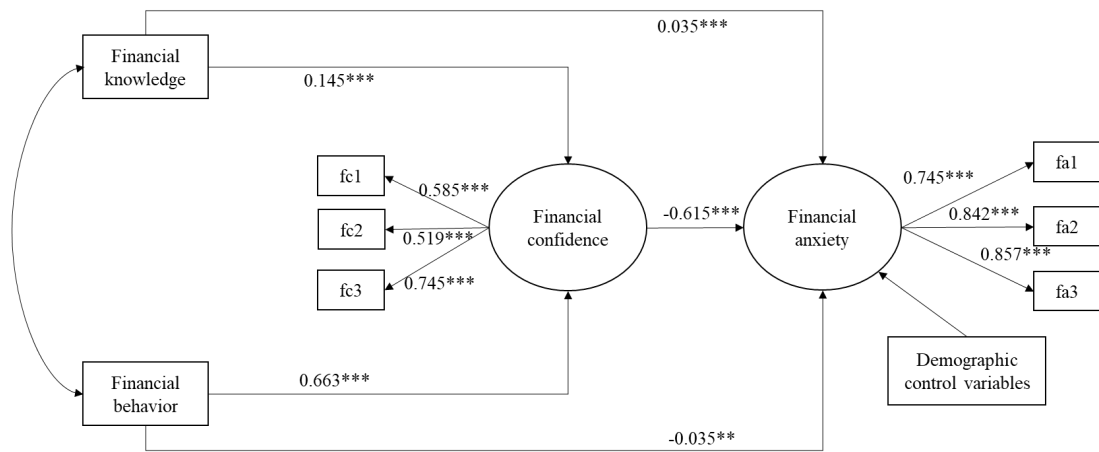 0.035***
Financial
knowledge
0.145***
fc1
fc2
fc3
0.585***
0.519***
0.745***
Financial
confidence
-0.615***
Financial
anxiety
0.745***
0.842***
0.857***
fa1
fa2
fa3
Demographic
control variables
Financial
behavior
0.663***
-0.035**